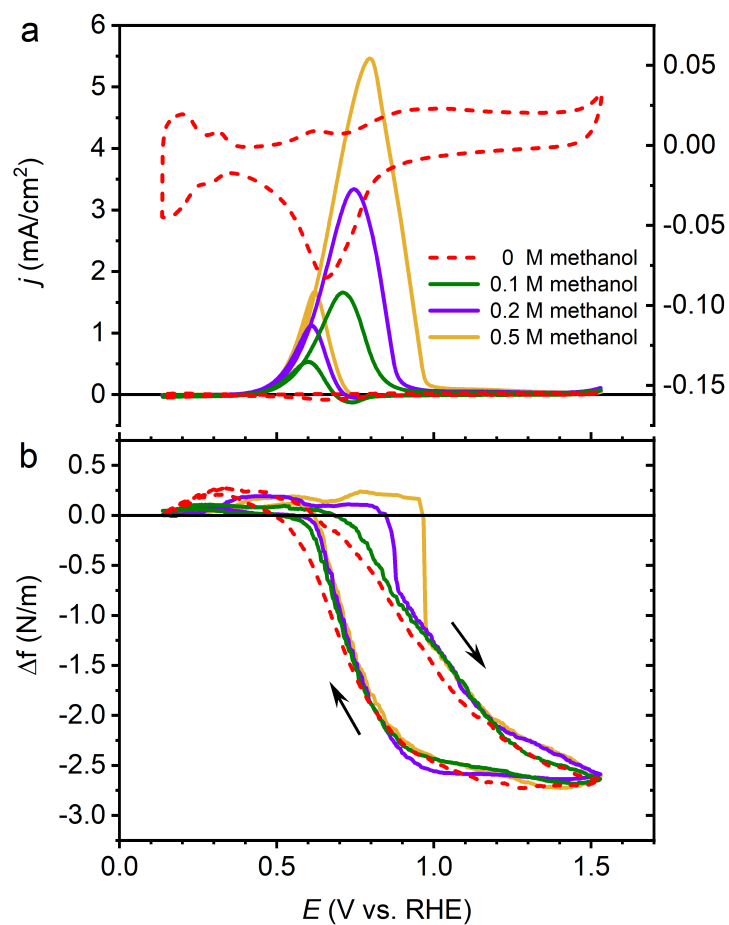 a
6
5
4
3
2
1
0
j (mA/cm²)
0.05
0.00
-0.05
-0.10
-0.15
0 M methanol
0.1 M methanol
0.2 M methanol
0.5 M methanol
b
0.5
0.0
-0.5
-1.0
-1.5
-2.0
-2.5
-3.0
Δf (N/m)
0.0 0.5 1.0 1.5
E (V vs. RHE)